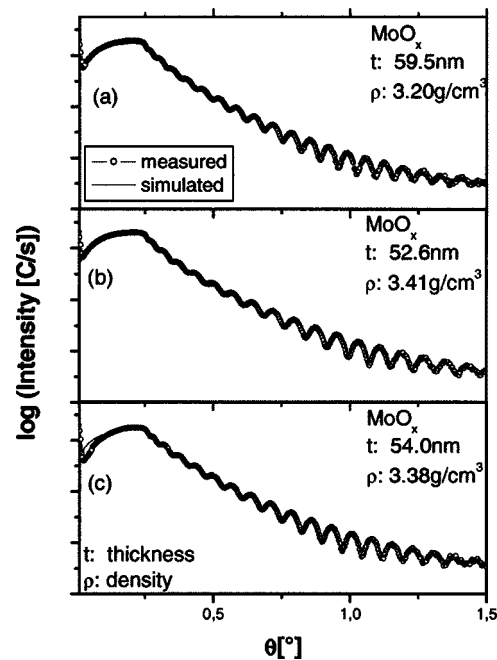 log (Intensity [C/s])
MoOₓ
t: 59.5nm
ρ: 3.20g/cm³
(a)
measured
simulated
MoOₓ
t: 52.6nm
ρ: 3.41g/cm³
(b)
MoOₓ
t: 54.0nm
ρ: 3.38g/cm³
(c)
t: thickness
ρ: density
0,5 1,0 1,5
θ[°]